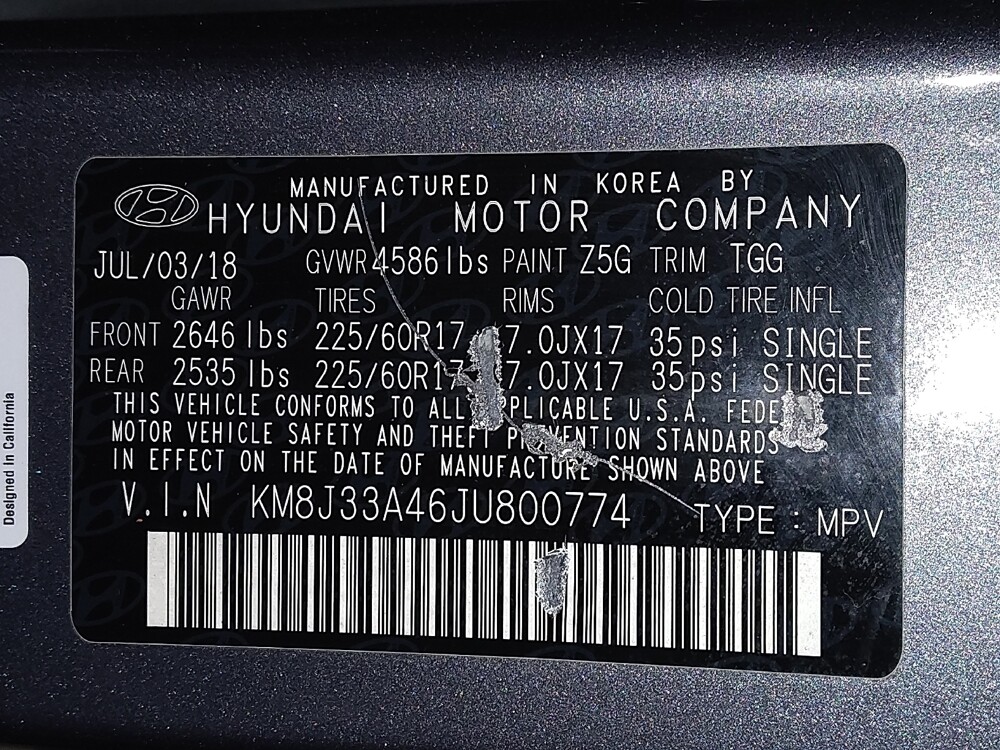 MANUFACTURED IN KOREA BY
HYUNDAI MOTOR COMPANY
JUL/03/18 GVWR 4586 lbs PAINT Z5G TRIM TGG
GAWR TIRES RIMS COLD TIRE INFL
FRONT 2646 lbs 225/60R17 7.0JX17 35psi SINGLE
REAR 2535 lbs 225/60R17 7.0JX17 35psi SINGLE
THIS VEHICLE CONFORMS TO ALL PLICABLE U.S.A. FEDE
MOTOR VEHICLE SAFETY AND THEFT PREVENTION STANDARDS
IN EFFECT ON THE DATE OF MANUFACTURE SHOWN ABOVE
V.I.N KM8J33A46JU800774 TYPE : MPV
Designed in California